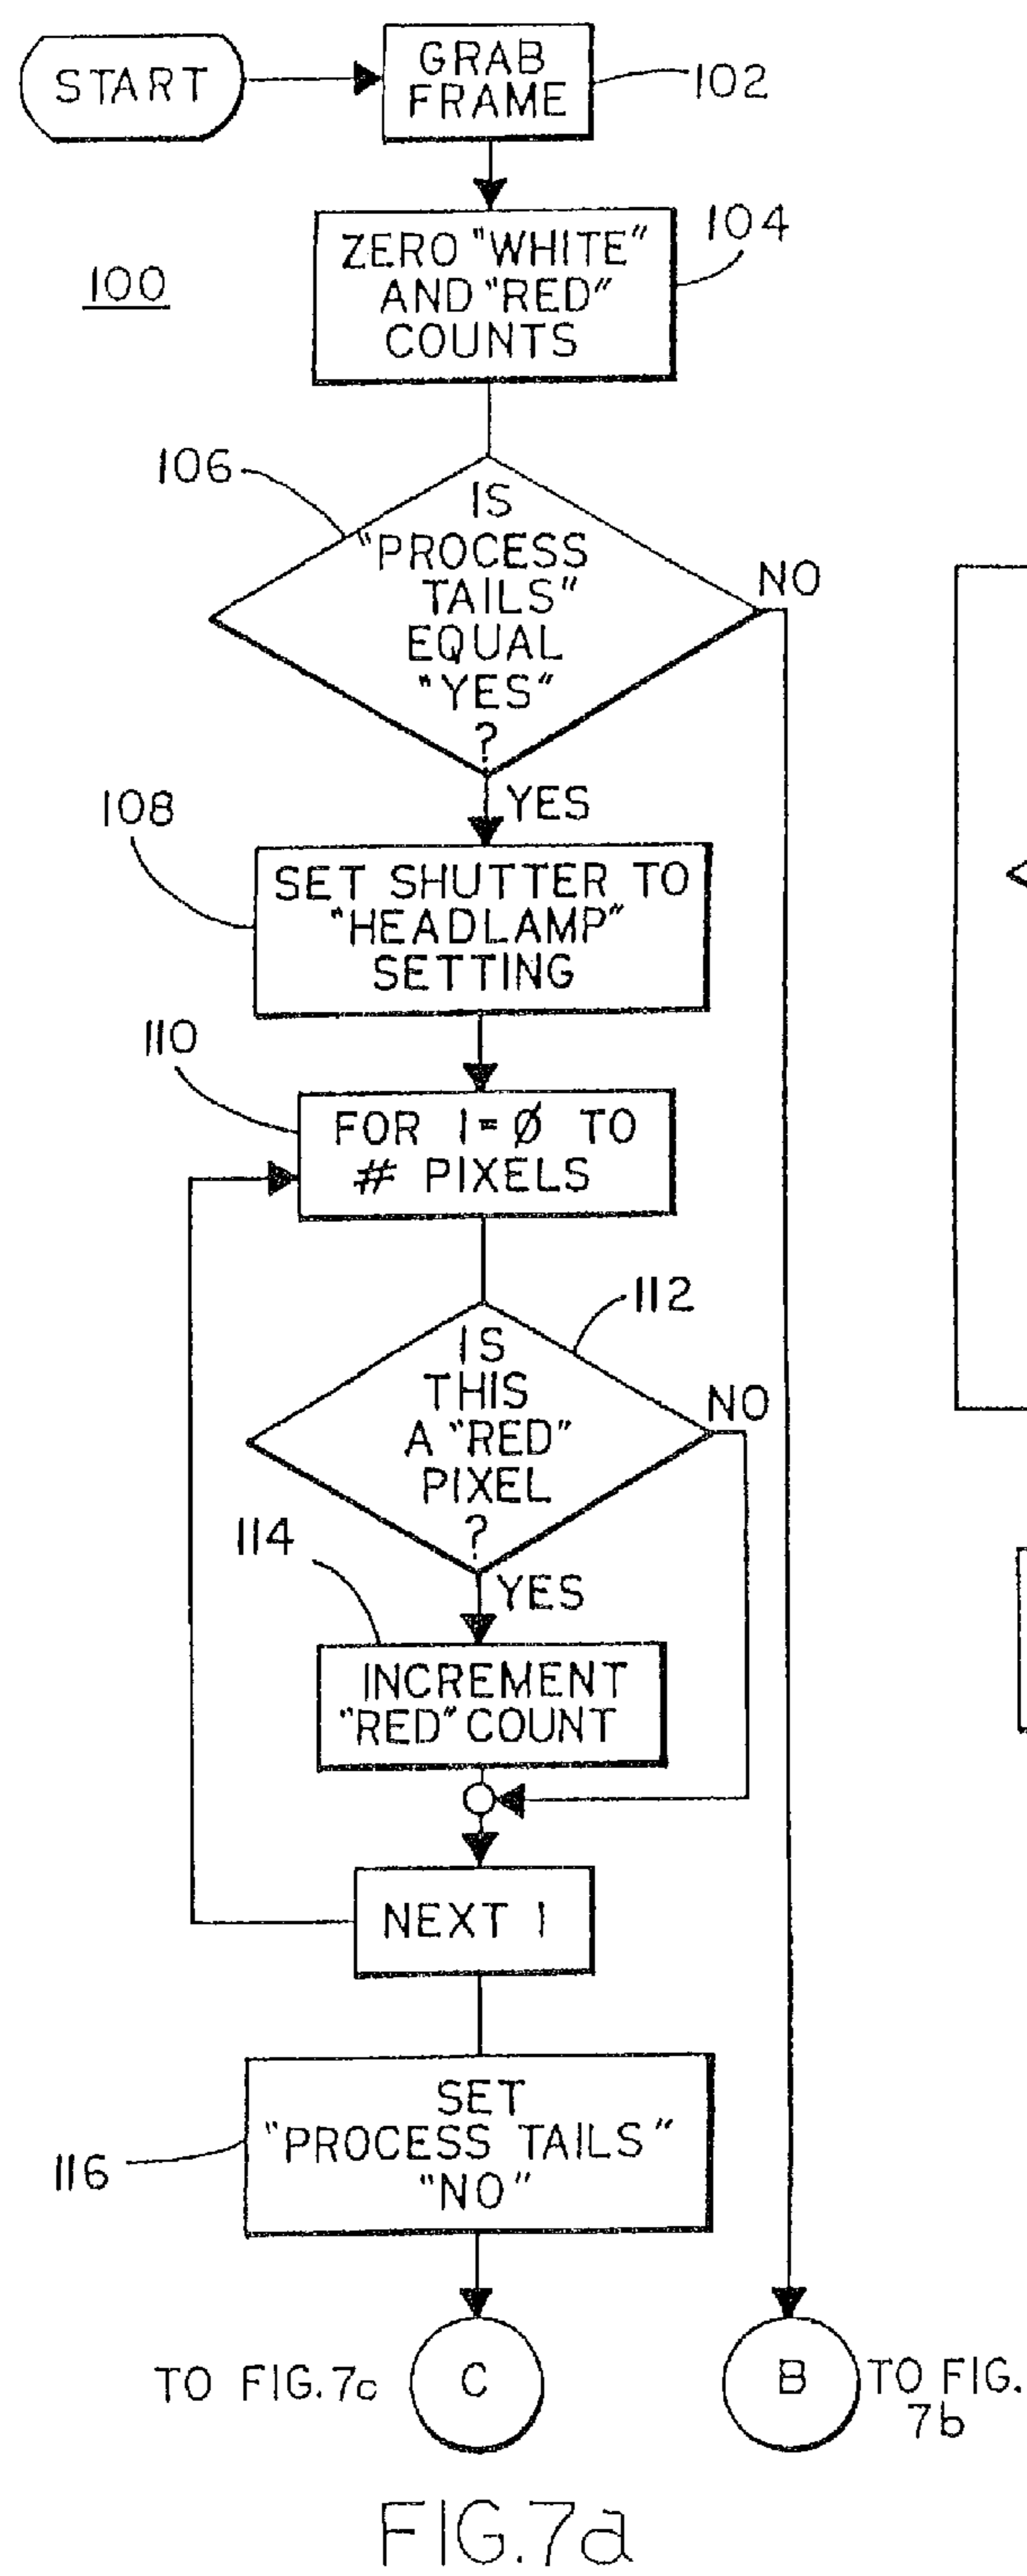 START
GRAB
FRAME
102
ZERO "WHITE"
AND "RED"
COUNTS
104
100
106
IS
"PROCESS
TAILS"
EQUAL
"YES"
?
NO
YES
108
SET SHUTTER TO
"HEADLAMP"
SETTING
110
FOR I=Ø TO
# PIXELS
112
IS
THIS
A "RED"
PIXEL
?
NO
YES
114
INCREMENT
"RED" COUNT
NEXT I
SET
"PROCESS TAILS"
"NO"
116
TO FIG. 7c
C
B
TO FIG.
7b
FIG. 7a